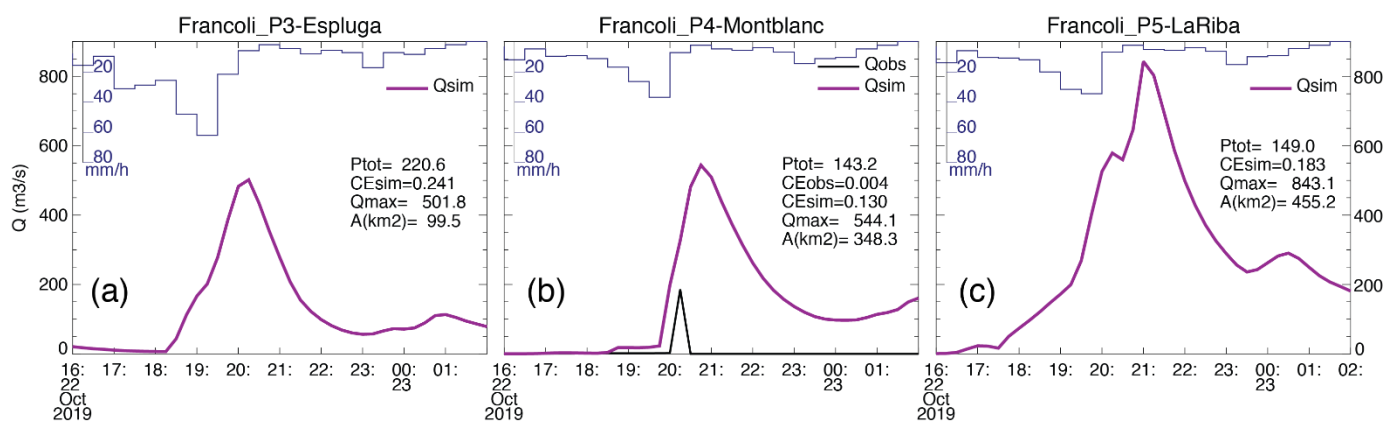 Francoli_P3-Espluga
Q (m3/s)
800
600
400
200
0
20
40
60
80
mm/h
Qsim
Ptot= 220.6
CEsim=0.241
Qmax= 501.8
A(km2)= 99.5
(a)
16: 17: 18: 19: 20: 21: 22: 23: 00: 01:
22 23
Oct
2019
Francoli_P4-Montblanc
20
40
60
80
mm/h
Qobs
Qsim
Ptot= 143.2
CEobs=0.004
CEsim=0.130
Qmax= 544.1
A(km2)= 348.3
(b)
16: 17: 18: 19: 20: 21: 22: 23: 00: 01:
22 23
Oct
2019
Francoli_P5-LaRiba
20
40
60
80
mm/h
Qsim
Ptot= 149.0
CEsim=0.183
Qmax= 843.1
A(km2)= 455.2
(c)
800
600
400
200
0
16: 17: 18: 19: 20: 21: 22: 23: 00: 01: 02:
22 23
Oct
2019